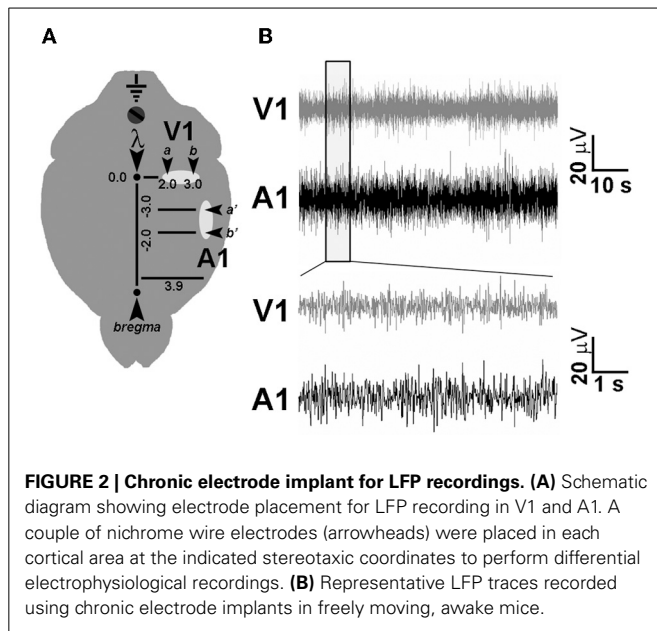 A
B
λ
V1
a b
0.0
2.0 3.0
-3.0
a'
-2.0
b'
A1
3.9
bregma
V1
A1
20 µV
10 s
V1
A1
20 µV
1 s
FIGURE 2 | Chronic electrode implant for LFP recordings. (A) Schematic
diagram showing electrode placement for LFP recording in V1 and A1. A
couple of nichrome wire electrodes (arrowheads) were placed in each
cortical area at the indicated stereotaxic coordinates to perform differential
electrophysiological recordings. (B) Representative LFP traces recorded
using chronic electrode implants in freely moving, awake mice.